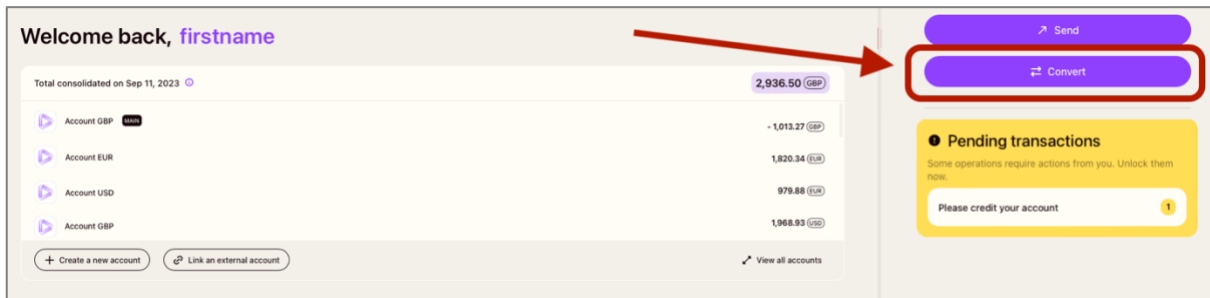 Welcome back, firstname
Total consolidated on Sep 11, 2023
2,936.50 GBP
Account GBP MAIN
- 1,013.27 GBP
Account EUR
1,820.34 EUR
Account USD
979.88 EUR
Account GBP
1,968.93 USD
+ Create a new account
Link an external account
View all accounts
Send
Convert
Pending transactions
Some operations require actions from you. Unlock them
now.
Please credit your account
1